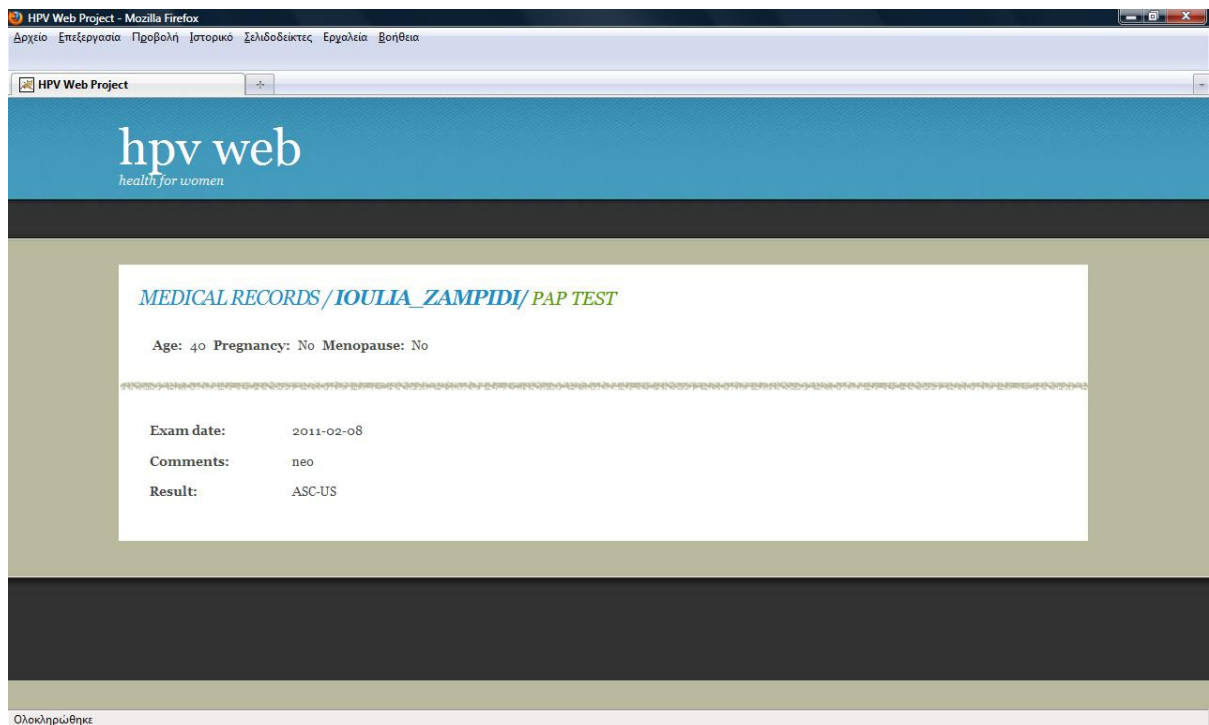 HPV Web Project - Mozilla Firefox
Αρχείο Επεξεργασία Προβολή Ιστορικό Σελιδοδείκτες Εργαλεία Βοήθεια
HPV Web Project
hpv web
health for women
MEDICAL RECORDS / IOULIA_ZAMPIDI/ PAP TEST
Age: 40 Pregnancy: No Menopause: No
Exam date: 2011-02-08
Comments: neo
Result: ASC-US
Ολοκληρώθηκε